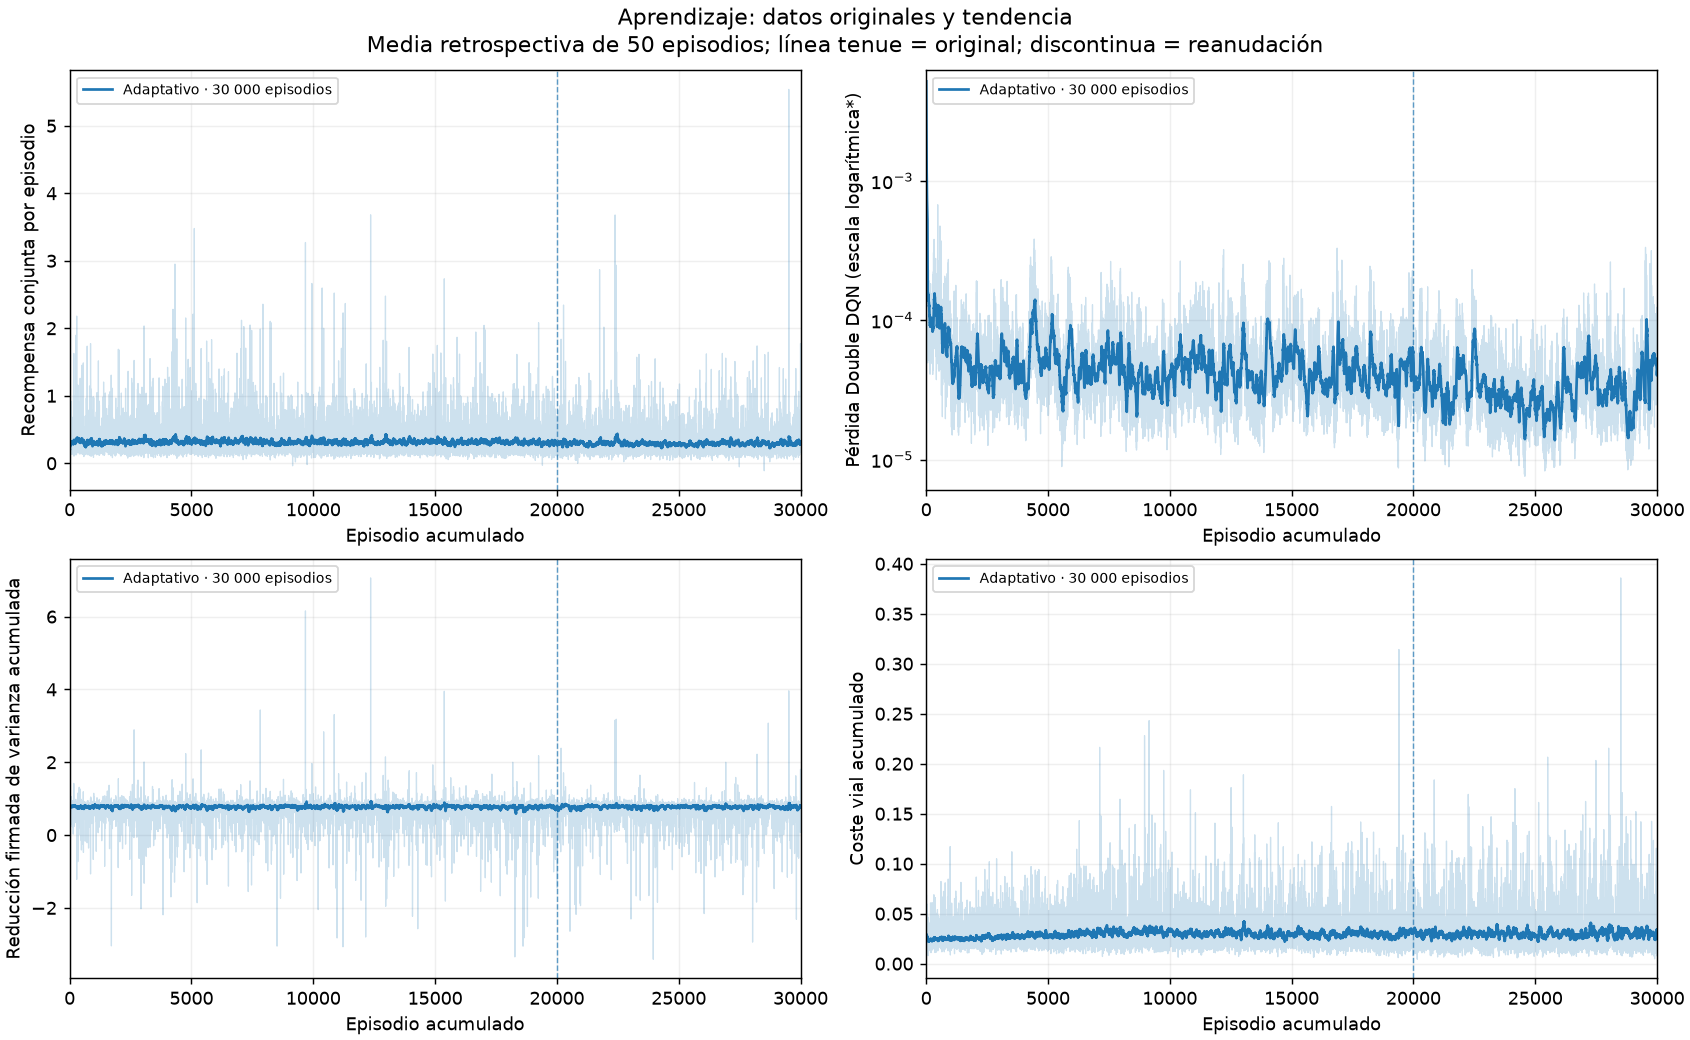 Aprendizaje: datos originales y tendencia
Media retrospectiva de 50 episodios; línea tenue = original; discontinua = reanudación
Adaptativo · 30 000 episodios
Recompensa conjunta por episodio
5
4
3
2
1
0
0 5000 10000 15000 20000 25000 30000
Episodio acumulado
Adaptativo · 30 000 episodios
Pérdida Double DQN (escala logarítmica*)
10⁻³
10⁻⁴
10⁻⁵
0 5000 10000 15000 20000 25000 30000
Episodio acumulado
Adaptativo · 30 000 episodios
Reducción firmada de varianza acumulada
6
4
2
0
−2
0 5000 10000 15000 20000 25000 30000
Episodio acumulado
Adaptativo · 30 000 episodios
Coste vial acumulado
0.40
0.35
0.30
0.25
0.20
0.15
0.10
0.05
0.00
0 5000 10000 15000 20000 25000 30000
Episodio acumulado